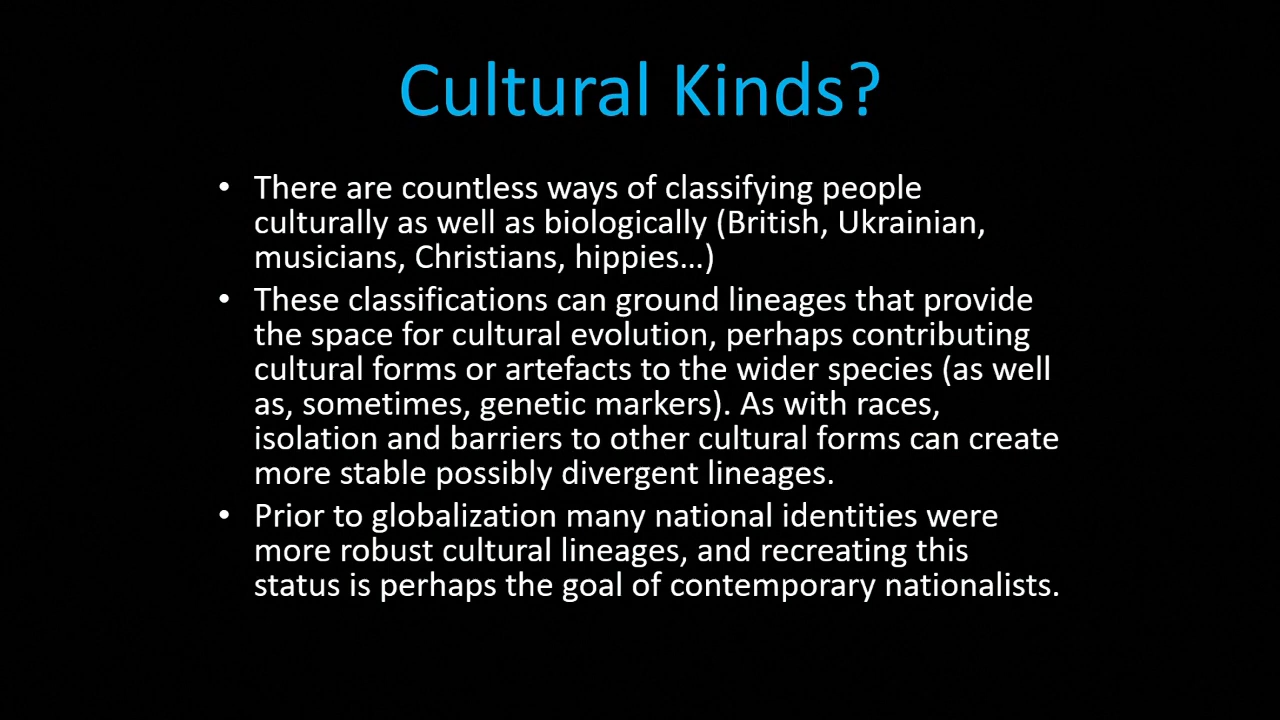 Cultural Kinds?
• There are countless ways of classifying people
culturally as well as biologically (British, Ukrainian,
musicians, Christians, hippies…)
• These classifications can ground lineages that provide
the space for cultural evolution, perhaps contributing
cultural forms or artefacts to the wider species (as well
as, sometimes, genetic markers). As with races,
isolation and barriers to other cultural forms can create
more stable possibly divergent lineages.
• Prior to globalization many national identities were
more robust cultural lineages, and recreating this
status is perhaps the goal of contemporary nationalists.